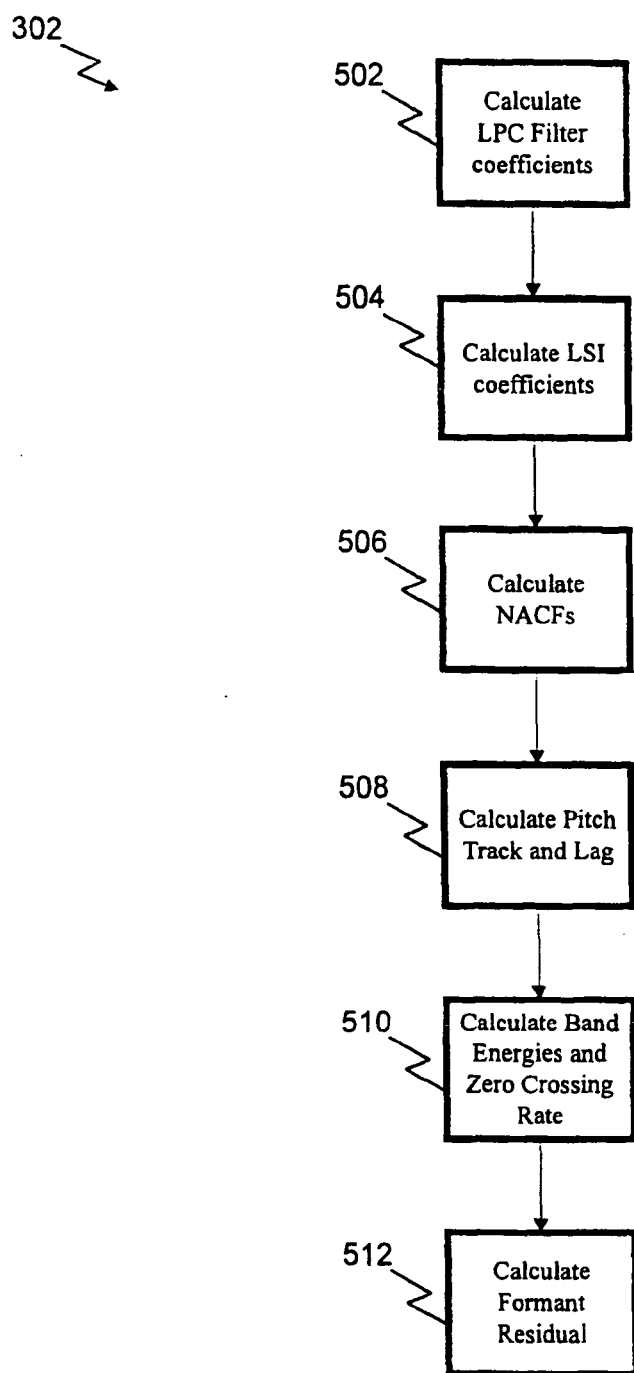 302
502
Calculate
LPC Filter
coefficients
504
Calculate LSI
coefficients
506
Calculate
NACFs
508
Calculate Pitch
Track and Lag
510
Calculate Band
Energies and
Zero Crossing
Rate
512
Calculate
Formant
Residual